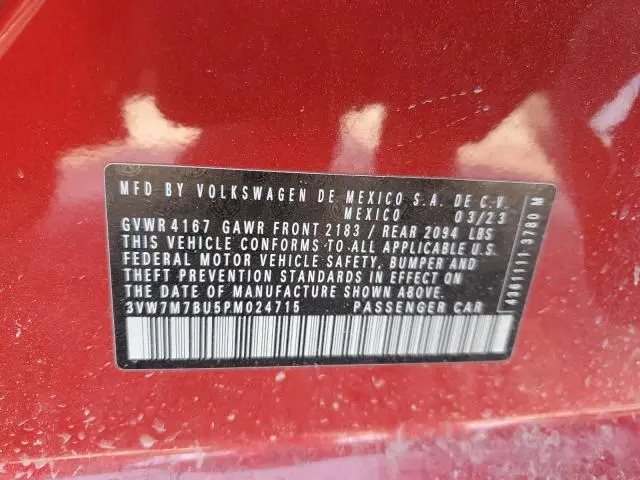 MFD BY VOLKSWAGEN DE MEXICO S.A. DE C.V.
MEXICO 03/23
GVWR 4167 GAWR FRONT 2183 / REAR 2094 LBS
THIS VEHICLE CONFORMS TO ALL APPLICABLE U.S.
FEDERAL MOTOR VEHICLE SAFETY, BUMPER AND
THEFT PREVENTION STANDARDS IN EFFECT ON
THE DATE OF MANUFACTURE SHOWN ABOVE.
3VW7M7BU5PM024715 PASSENGER CAR
4361111 3780 M